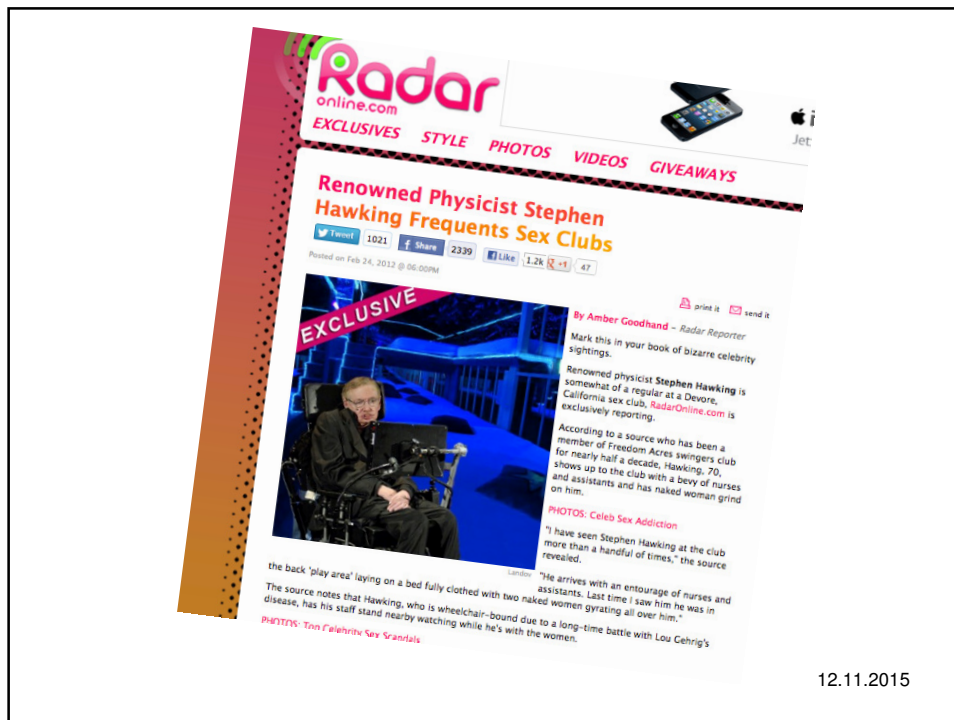 Radar
online.com
EXCLUSIVES STYLE PHOTOS VIDEOS GIVEAWAYS
Jet
Renowned Physicist Stephen
Hawking Frequents Sex Clubs
Tweet 1021 f Share 2339 Like 1.2k +1 47
Posted on Feb 24, 2012 @ 06:00PM
print it send it
EXCLUSIVE
By Amber Goodhand - Radar Reporter
Mark this in your book of bizarre celebrity
sightings.
Renowned physicist Stephen Hawking is
somewhat of a regular at a Devore,
California sex club, RadarOnline.com is
exclusively reporting.
According to a source who has been a
member of Freedom Acres swingers club
for nearly half a decade, Hawking, 70,
shows up to the club with a bevy of nurses
and assistants and has naked woman grind
on him.
PHOTOS: Celeb Sex Addiction
"I have seen Stephen Hawking at the club
more than a handful of times," the source
revealed.
Landov
"He arrives with an entourage of nurses and
assistants. Last time I saw him he was in
the back 'play area' laying on a bed fully clothed with two naked women gyrating all over him."
The source notes that Hawking, who is wheelchair-bound due to a long-time battle with Lou Gehrig's
disease, has his staff stand nearby watching while he's with the women.
PHOTOS: Top Celebrity Sex Scandals
12.11.2015